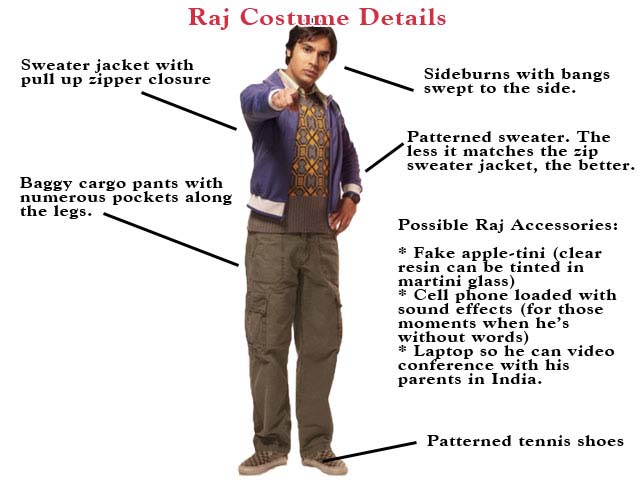 Raj Costume Details
Sweater jacket with
pull up zipper closure
Sideburns with bangs
swept to the side.
Patterned sweater. The
less it matches the zip
sweater jacket, the better.
Baggy cargo pants with
numerous pockets along
the legs.
Possible Raj Accessories:
* Fake apple-tini (clear
resin can be tinted in
martini glass)
* Cell phone loaded with
sound effects (for those
moments when he's
without words)
* Laptop so he can video
conference with his
parents in India.
Patterned tennis shoes